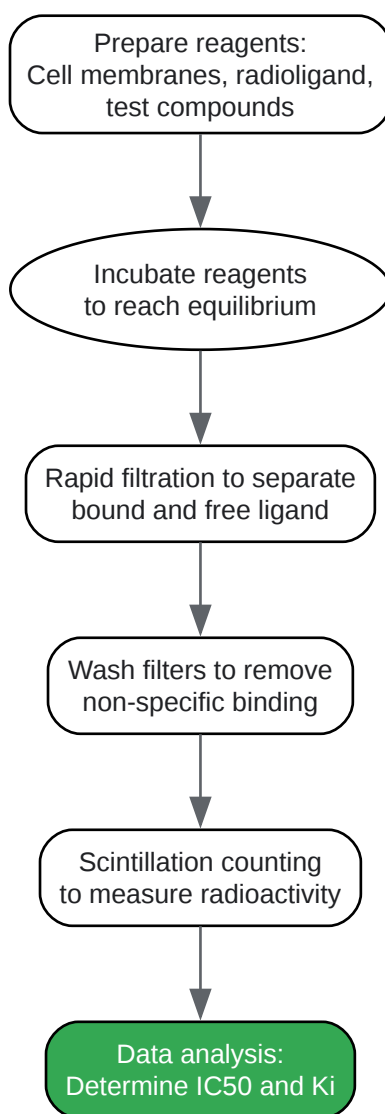 Prepare reagents:
Cell membranes, radioligand,
test compounds
Incubate reagents
to reach equilibrium
Rapid filtration to separate
bound and free ligand
Wash filters to remove
non-specific binding
Scintillation counting
to measure radioactivity
Data analysis:
Determine IC50 and Ki